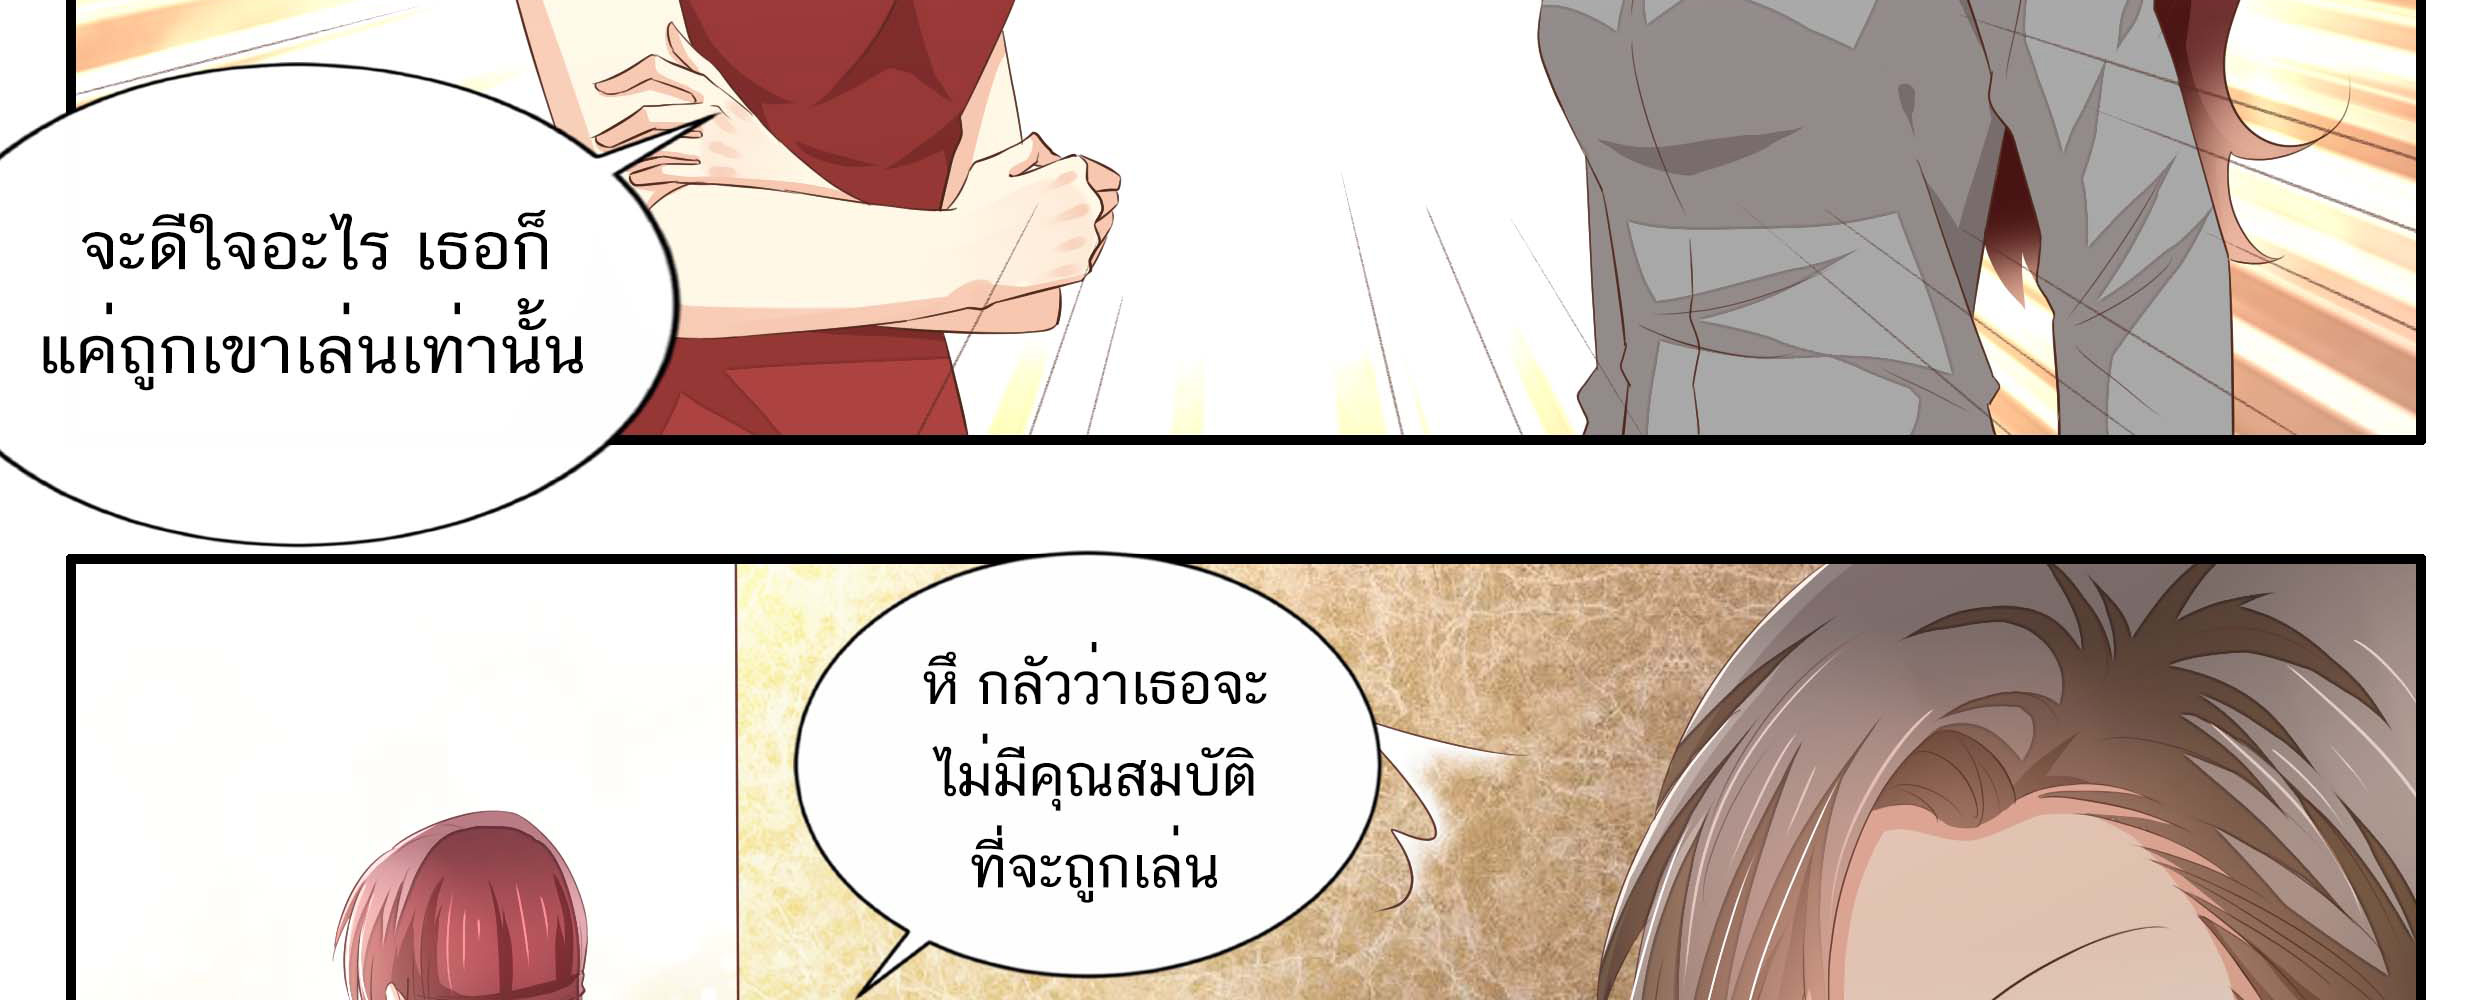 จะดีใจอะไร เธอก็
แค่ถูกเขาเล่นเท่านั้น
หึ กลัวว่าเธอจะ
ไม่มีคุณสมบัติ
ที่จะถูกเล่น